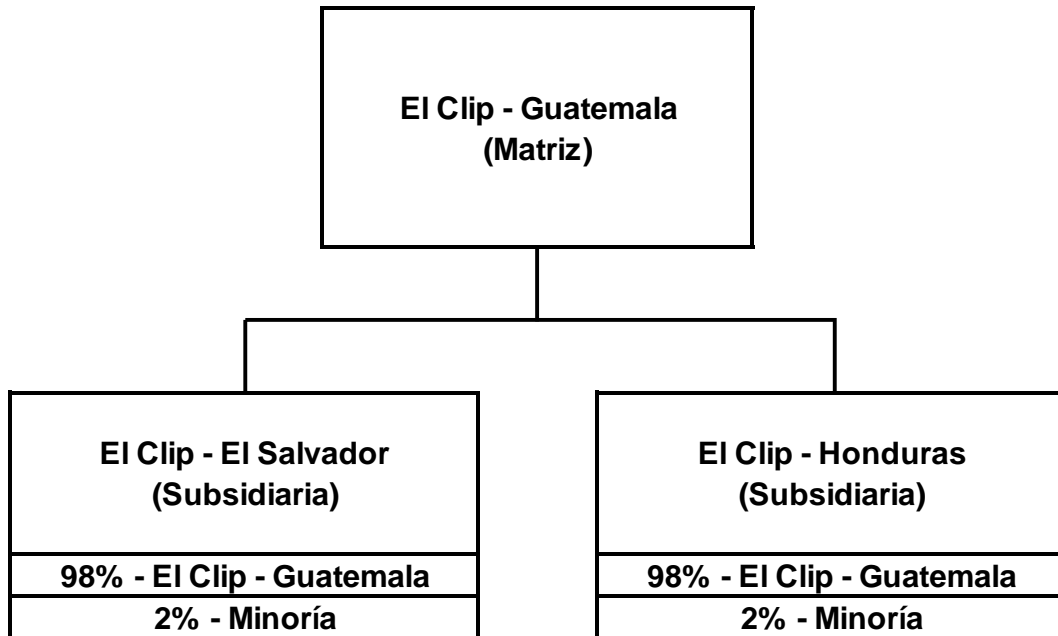 El Clip - Guatemala
(Matriz)
El Clip - El Salvador
(Subsidiaria)
98% - El Clip - Guatemala
2% - Minoría
El Clip - Honduras
(Subsidiaria)
98% - El Clip - Guatemala
2% - Minoría